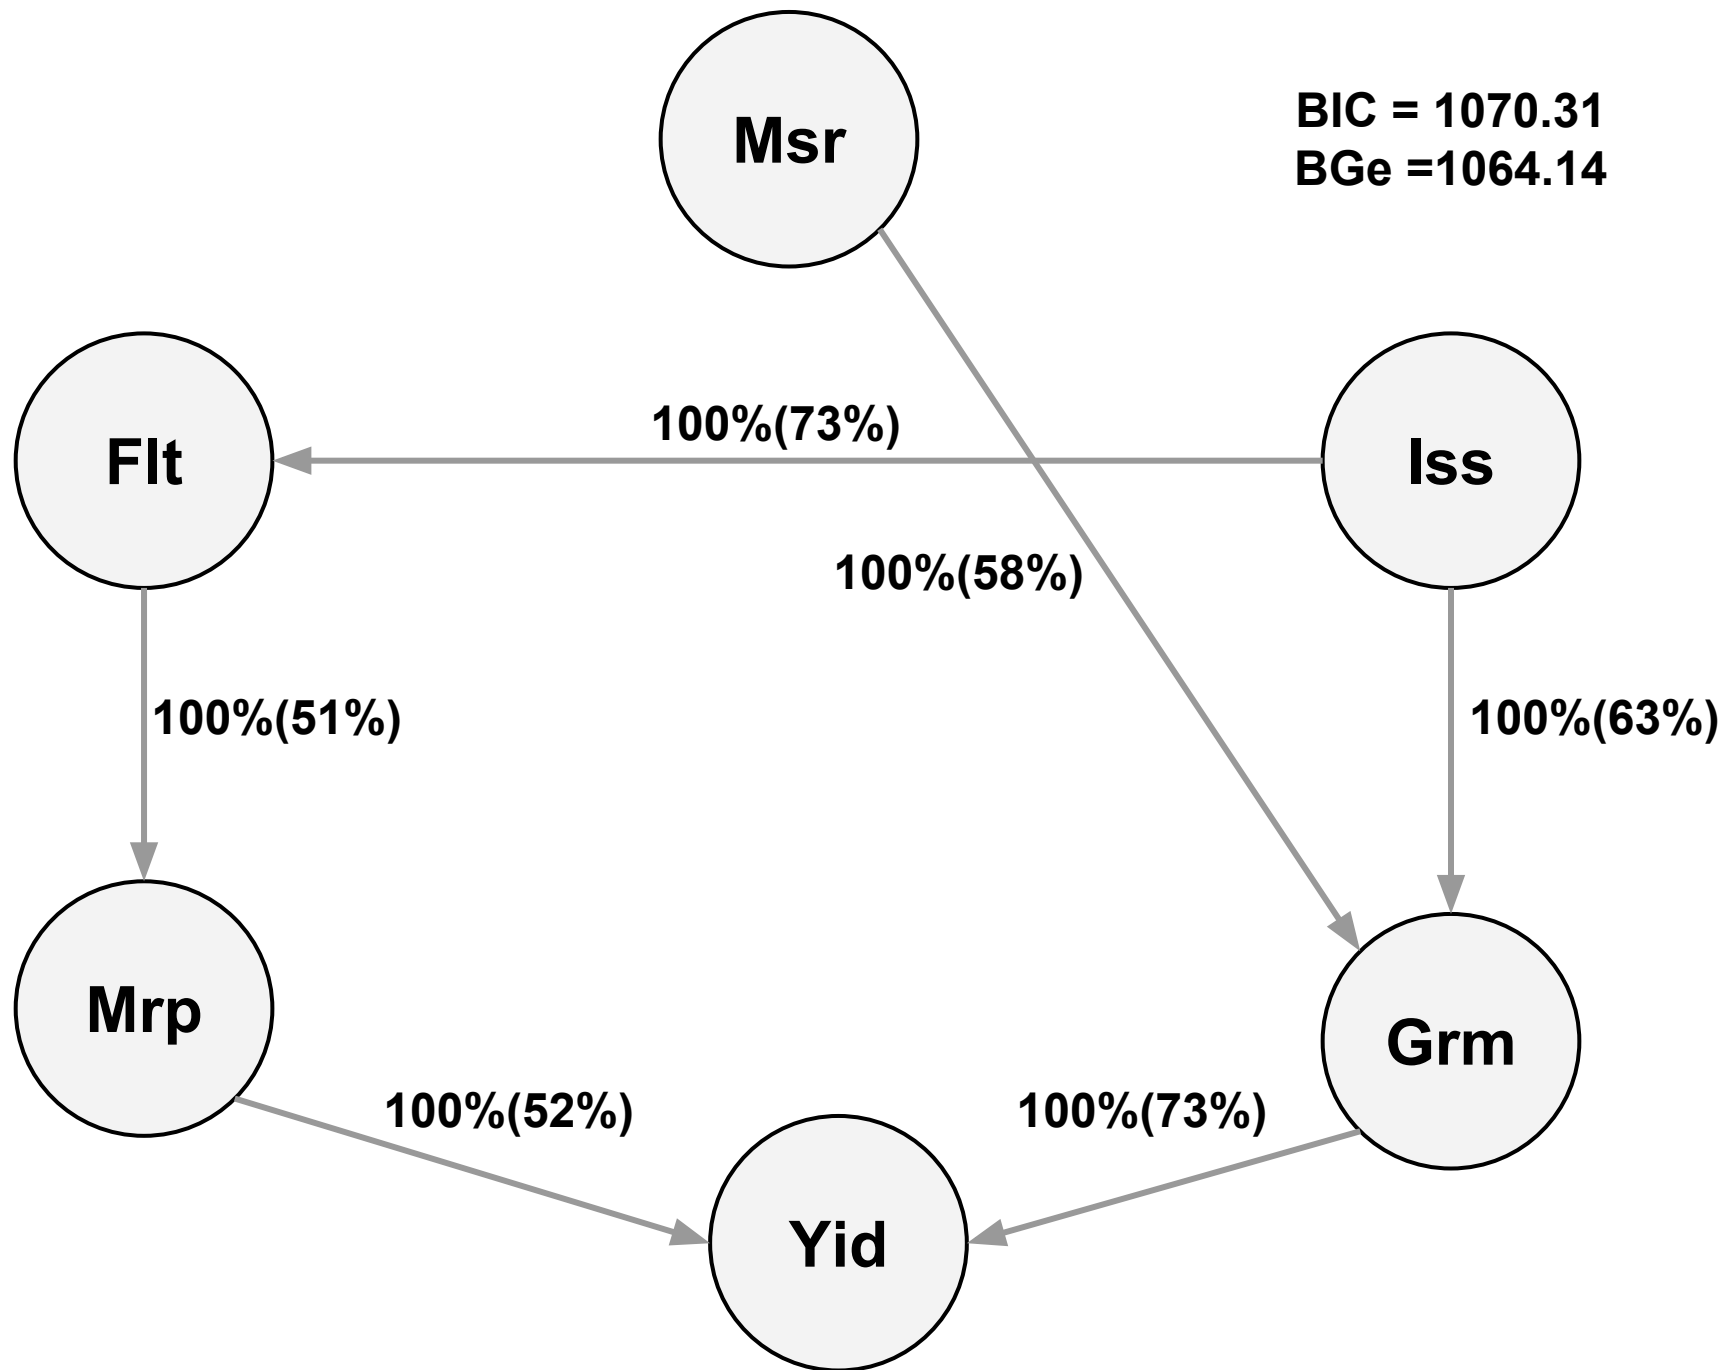 Msr
BIC = 1070.31
BGe =1064.14
100%(73%)
Flt
Iss
100%(58%)
100%(51%)
100%(63%)
Mrp
Grm
100%(52%)
100%(73%)
Yid